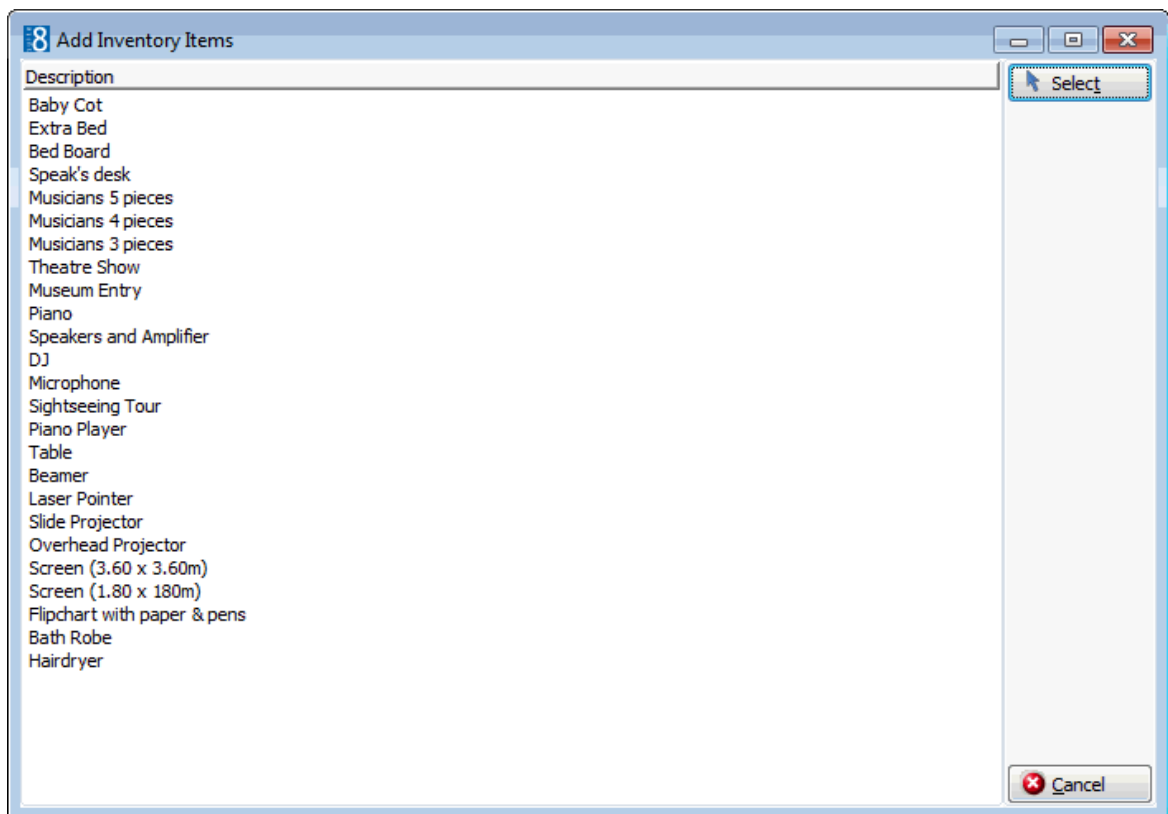 8 Add Inventory Items
Description
Select
Baby Cot
Extra Bed
Bed Board
Speak's desk
Musicians 5 pieces
Musicians 4 pieces
Musicians 3 pieces
Theatre Show
Museum Entry
Piano
Speakers and Amplifier
DJ
Microphone
Sightseeing Tour
Piano Player
Table
Beamer
Laser Pointer
Slide Projector
Overhead Projector
Screen (3.60 x 3.60m)
Screen (1.80 x 180m)
Flipchart with paper & pens
Bath Robe
Hairdryer
Cancel